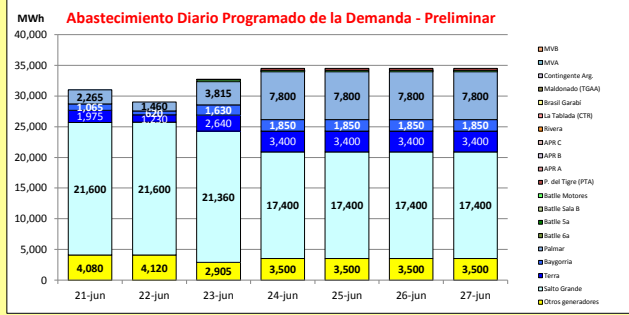 MWh
Abastecimiento Diario Programado de la Demanda - Preliminar
40,000
35,000
30,000
25,000
20,000
15,000
10,000
5,000
0
2,265
1,065
1,975
21,600
4,080
1,460
620
1,230
21,600
4,120
3,815
1,630
2,640
21,360
2,905
7,800
1,850
3,400
17,400
3,500
7,800
1,850
3,400
17,400
3,500
7,800
1,850
3,400
17,400
3,500
7,800
1,850
3,400
17,400
3,500
21-jun
22-jun
23-jun
24-jun
25-jun
26-jun
27-jun
MVB
MVA
Contingente Arg.
Maldonado (TGAA)
Brasil Garabí
La Tablada (CTR)
Rivera
APR C
APR B
APR A
P. del Tigre (PTA)
Batlle Motores
Batlle Sala B
Batlle 5a
Batlle 6a
Palmar
Baygorria
Terra
Salto Grande
Otros generadores